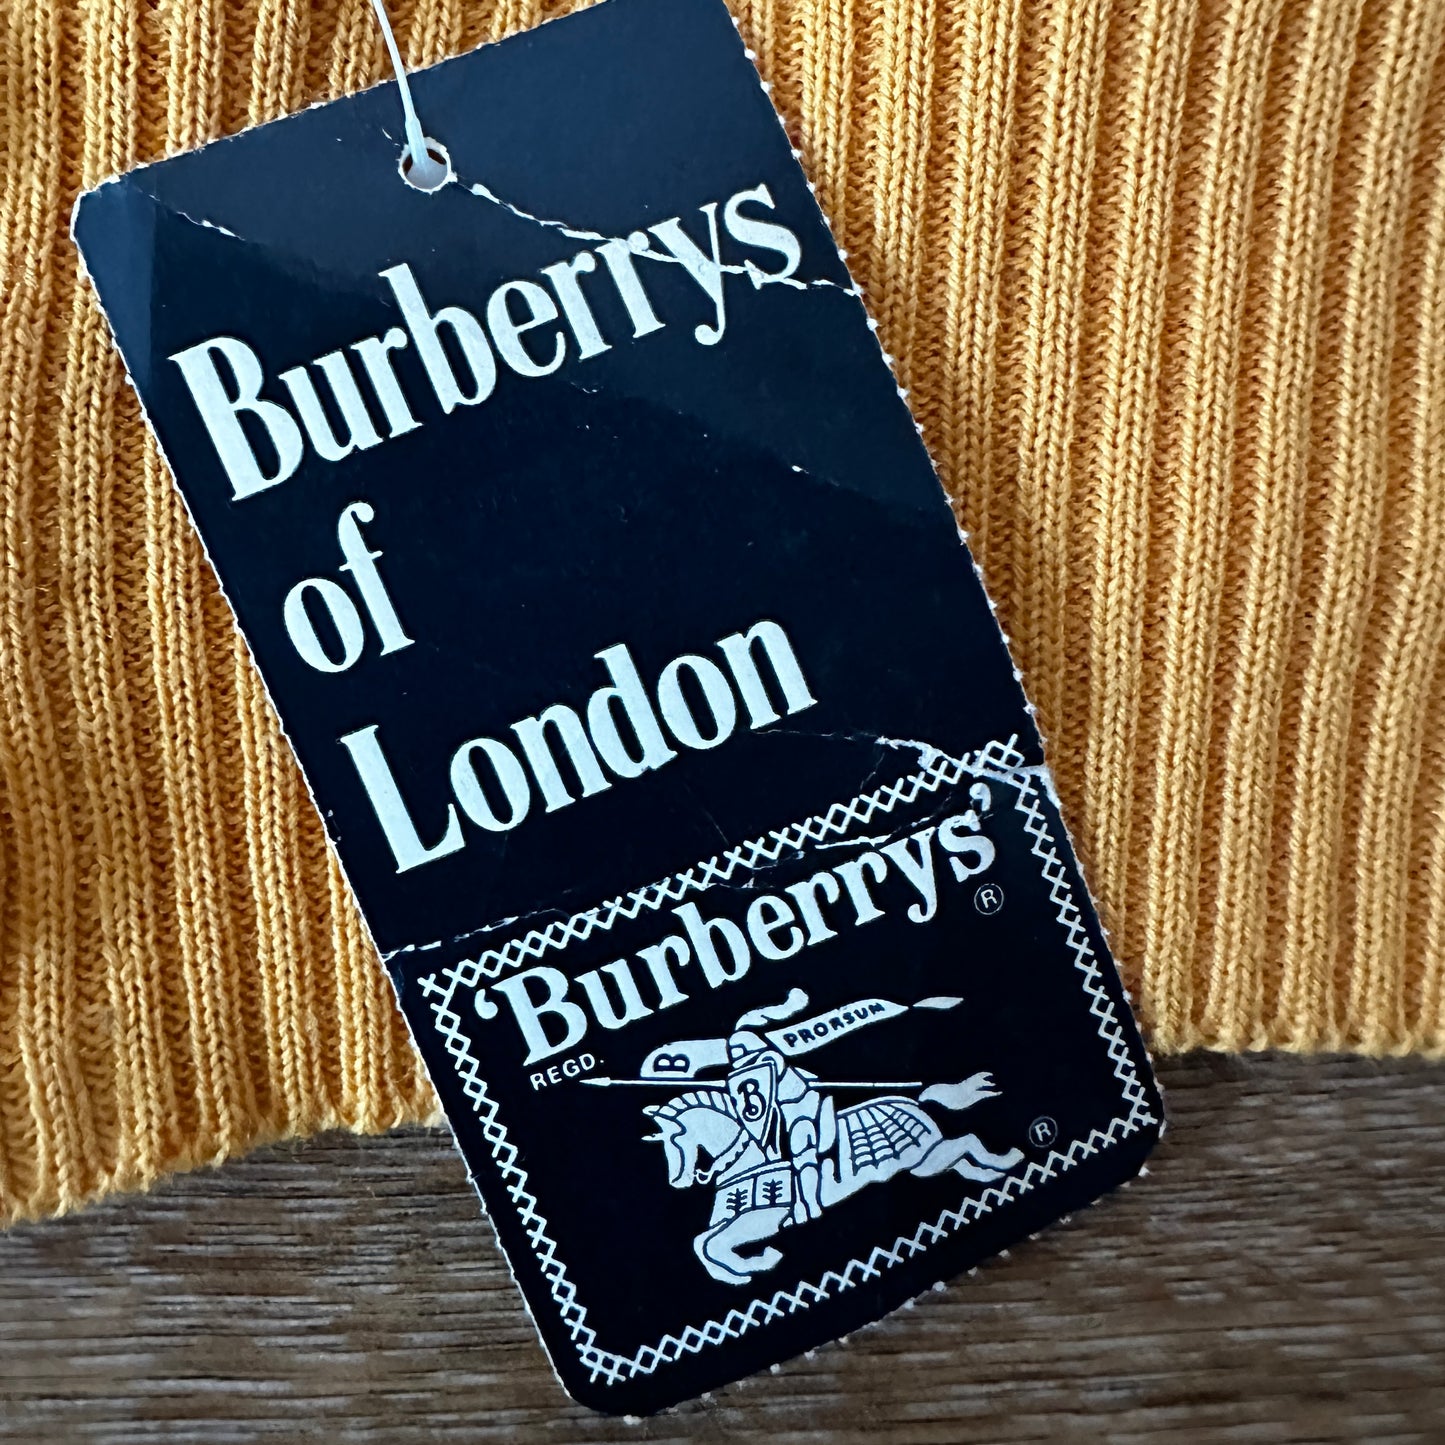 Burberrys
of
London
'Burberrys'
®
REGD.
B PRORSUM
B
®